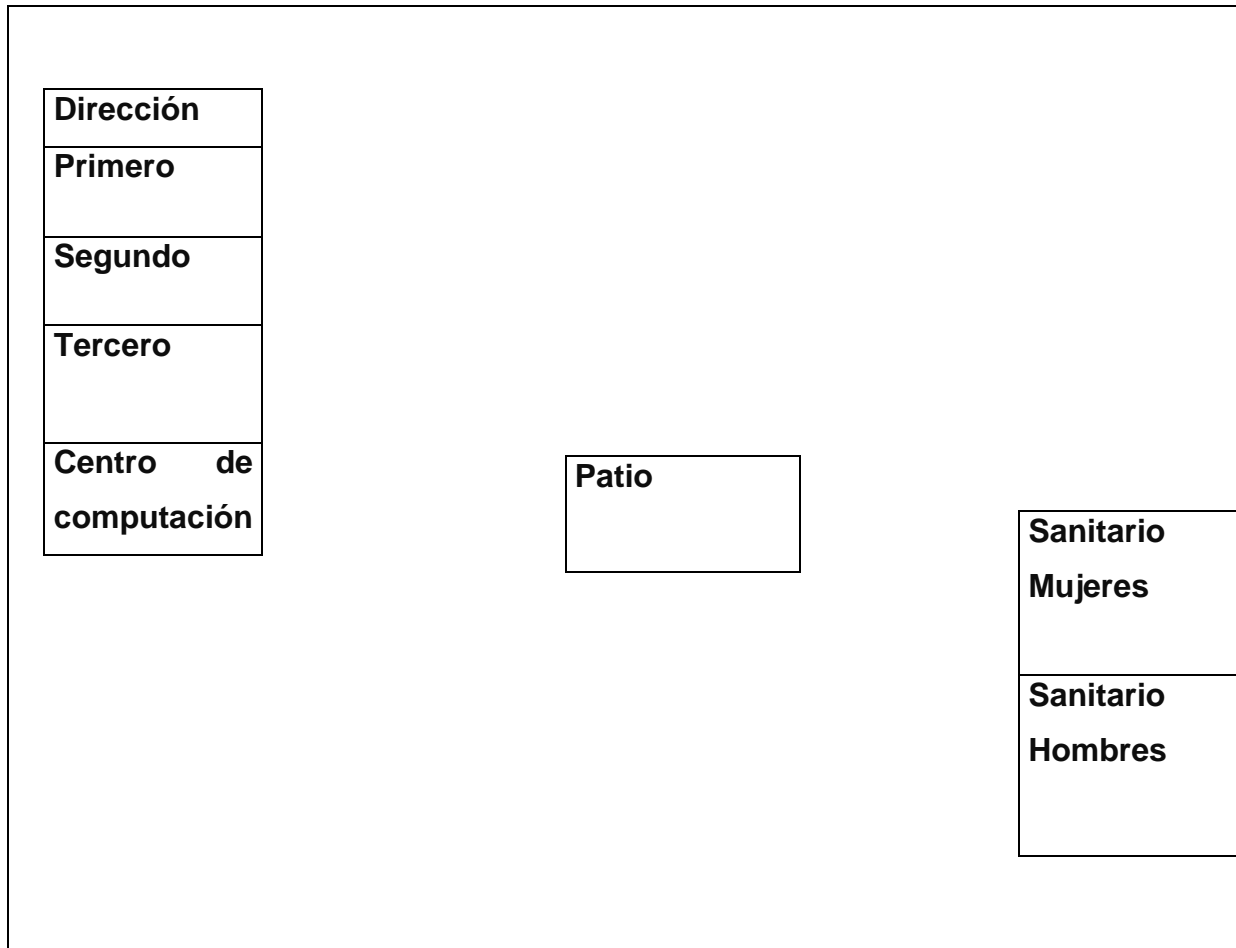 Dirección
Primero
Segundo
Tercero
Centro de
computación
Patio
Sanitario
Mujeres
Sanitario
Hombres